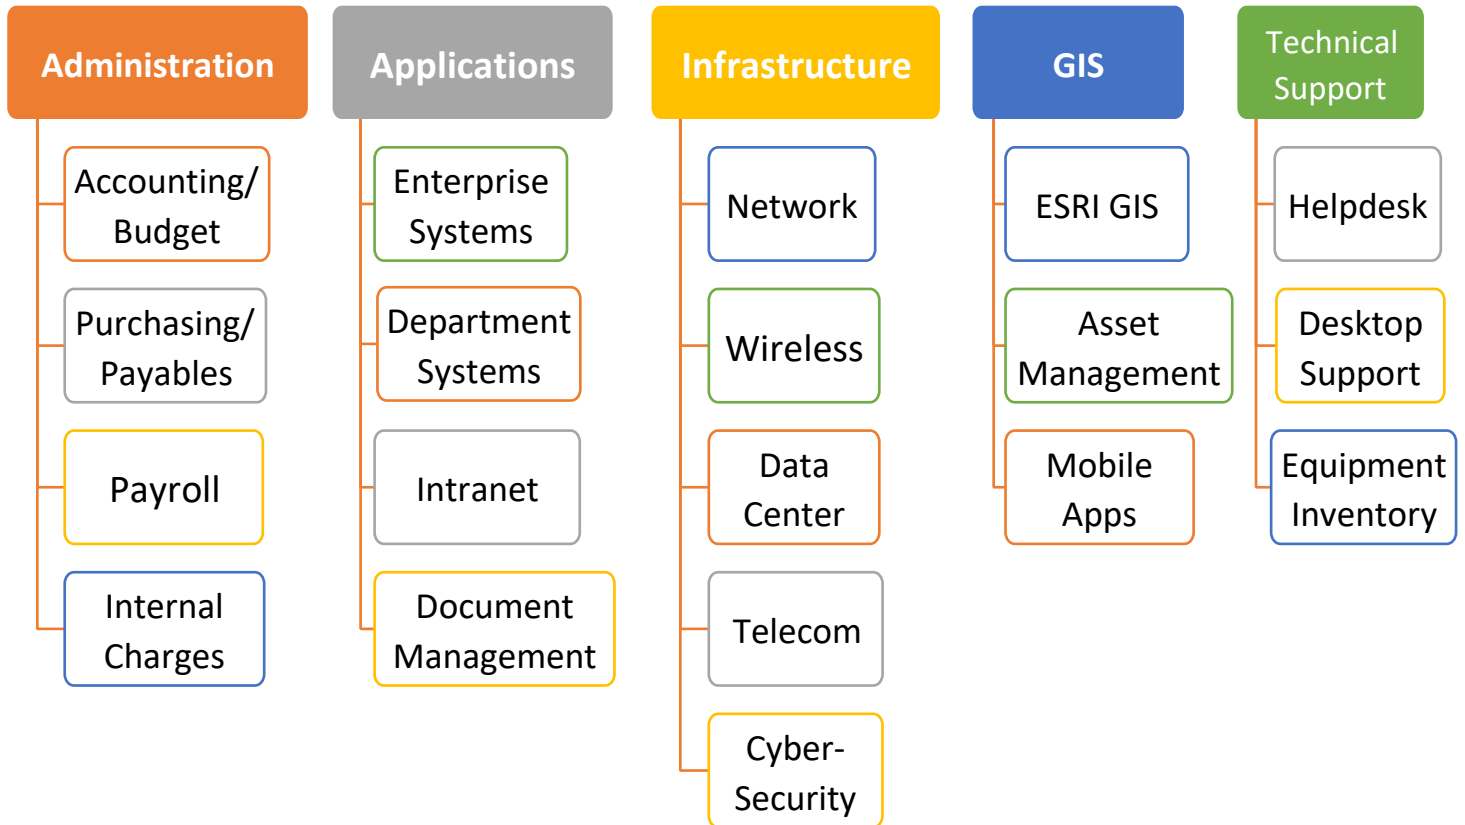 Administration
Accounting/
Budget
Purchasing/
Payables
Payroll
Internal
Charges
Applications
Enterprise
Systems
Department
Systems
Intranet
Document
Management
Infrastructure
Network
Wireless
Data
Center
Telecom
Cyber-
Security
GIS
ESRI GIS
Asset
Management
Mobile
Apps
Technical
Support
Helpdesk
Desktop
Support
Equipment
Inventory